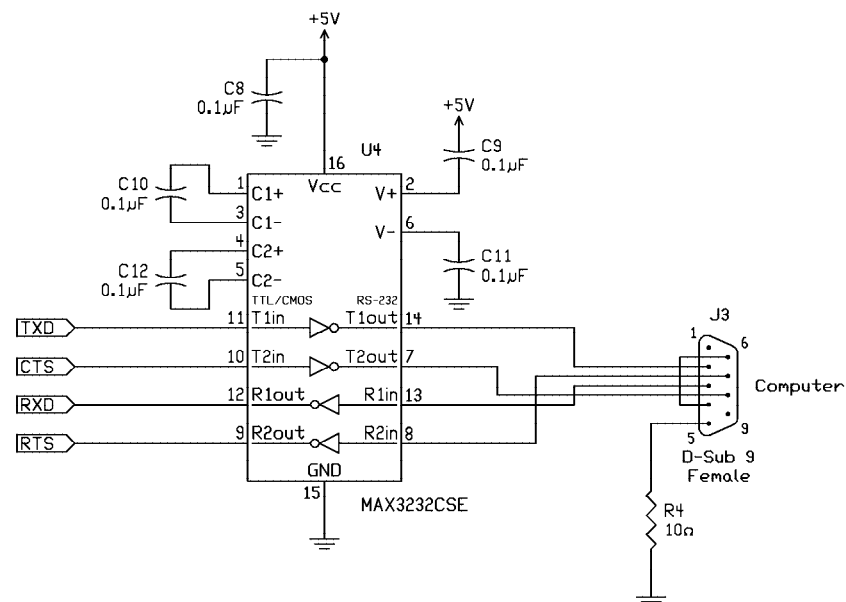 +5V
C8
0.1µF
+5V
U4
C9
0.1µF
16
Vcc
C10
0.1µF
1
C1+
V+
2
3
C1-
4
C2+
V-
6
C12
0.1µF
5
C2-
C11
0.1µF
TTL/CMOS
RS-232
TXD
11
T1in
T1out
14
CTS
10
T2in
T2out
7
RXD
12
R1out
R1in
13
RTS
9
R2out
R2in
8
GND
15
MAX3232CSE
J3
1
6
Computer
5
9
D-Sub 9
Female
R4
10Ω